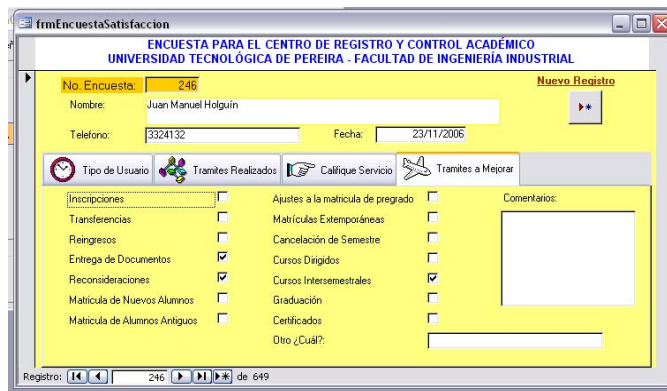 frmEncuestaSatisfaccion
ENCUESTA PARA EL CENTRO DE REGISTRO Y CONTROL ACADÉMICO
UNIVERSIDAD TECNOLÓGICA DE PEREIRA - FACULTAD DE INGENIERÍA INDUSTRIAL
No. Encuesta: 246
Nuevo Registro
Nombre: Juan Manuel Holguín
Telefono: 3324132 Fecha: 23/11/2006
Tipo de Usuario Tramites Realizados Califique Servicio Tramites a Mejorar
Inscripciones Ajustes a la matricula de pregrado Comentarios:
Transferencias Matrículas Extemporáneas
Reingresos Cancelación de Semestre
Entrega de Documentos Cursos Dirigidos
Reconsideraciones Cursos Intersemestrales
Matricula de Nuevos Alumnos Graduación
Matricula de Alumnos Antiguos Certificados
Otro ¿Cuál?:
Registro: 246 de 649